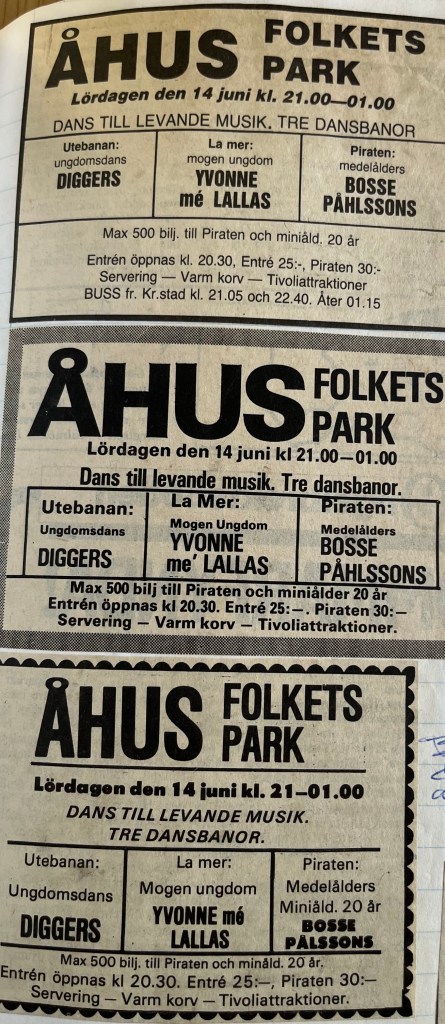 ÅHUS FOLKETS PARK
Lördagen den 14 juni kl. 21.00—01.00
DANS TILL LEVANDE MUSIK. TRE DANSBANOR
Utebanan:
ungdomsdans
DIGGERS
La mer:
mogen ungdom
YVONNE
mé LALLAS
Piraten:
medelålders
BOSSE
PÅHLSSONS
Max 500 bilj. till Piraten och miniåld. 20 år
Entrén öppnas kl. 20.30, Entré 25:-, Piraten 30:-
Servering — Varm korv — Tivoliattraktioner
BUSS fr. Kr.stad kl. 21.05 och 22.40. Åter 01.15
ÅHUS FOLKETS PARK
Lördagen den 14 juni kl 21.00—01.00
Dans till levande musik. Tre dansbanor.
Utebanan:
Ungdomsdans
DIGGERS
La Mer:
Mogen Ungdom
YVONNE
me' LALLAS
Piraten:
Medelålders
BOSSE
PÅHLSSONS
Max 500 bilj till Piraten och miniålder 20 år
Entrén öppnas kl 20.30. Entré 25:—. Piraten 30:—
Servering — Varm korv — Tivoliattraktioner.
ÅHUS FOLKETS PARK
Lördagen den 14 juni kl. 21—01.00
DANS TILL LEVANDE MUSIK.
TRE DANSBANOR.
Utebanan:
Ungdomsdans
DIGGERS
La mer:
Mogen ungdom
YVONNE mé
LALLAS
Piraten:
Medelålders
Miniåld. 20 år
BOSSE
PÅLSSONS
Max 500 bilj. till Piraten och minåld. 20 år.
Entrén öppnas kl 20.30. Entré 25:—, Piraten 30:—
Servering — Varm korv — Tivoliattraktioner.